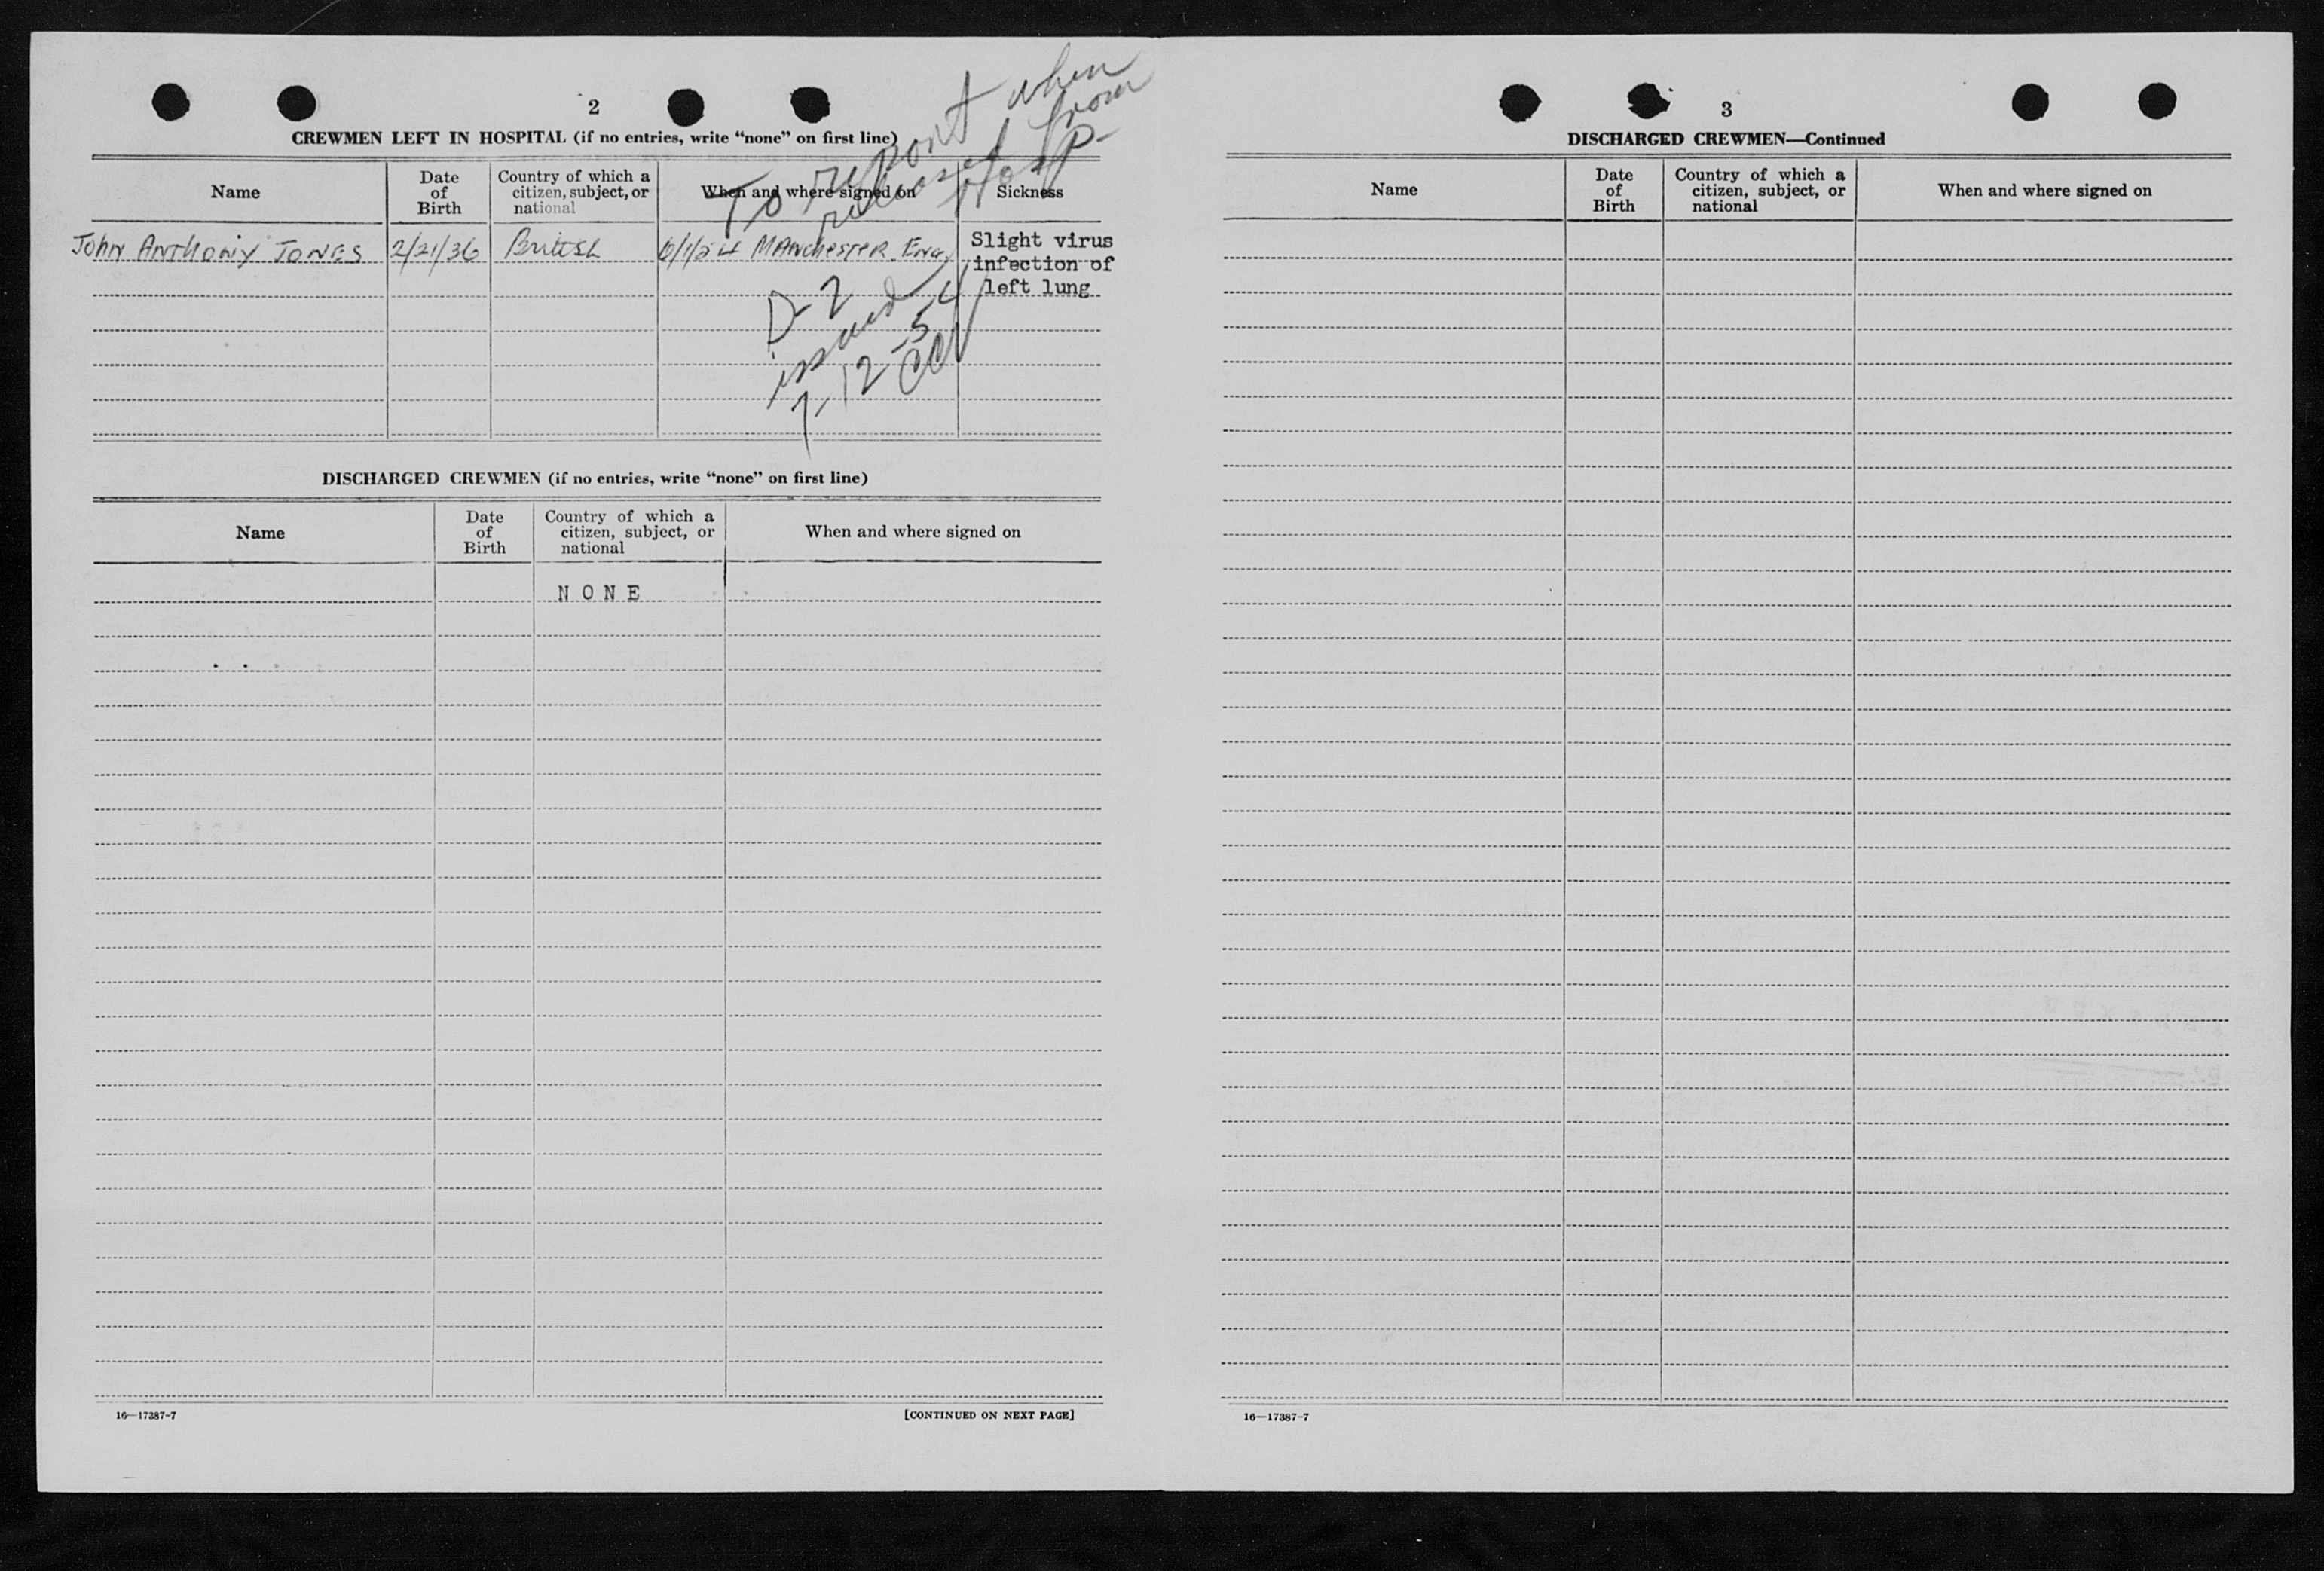 2
CREWMEN LEFT IN HOSPITAL (if no entries, write “none” on first line)
To report when
released from
Hosp-
Name
Date
of
Birth
Country of which a
citizen, subject, or
national
When and where signed on
Sickness
John Anthony Jones 2/21/36 British 6/1/54 Manchester Eng. Slight virus
infection of
left lung
D-2
issued
7-12-54
DISCHARGED CREWMEN (if no entries, write “none” on first line)
Name
Date
of
Birth
Country of which a
citizen, subject, or
national
When and where signed on
NONE
16—17387-7 [CONTINUED ON NEXT PAGE]
3
DISCHARGED CREWMEN—Continued
Name
Date
of
Birth
Country of which a
citizen, subject, or
national
When and where signed on
16—17387-7